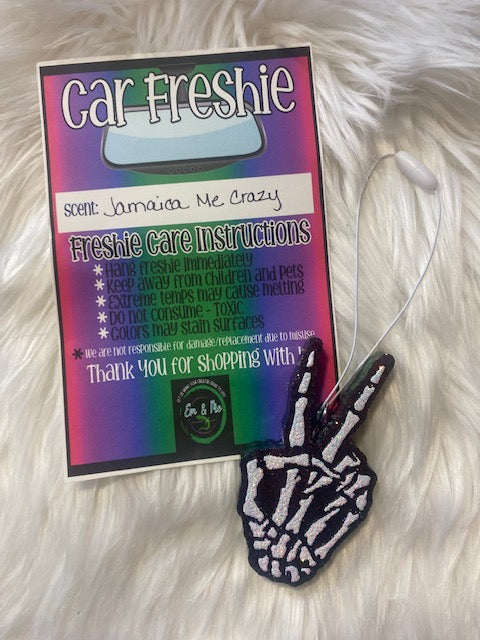 Car Freshie
scent: Jamaica Me Crazy
Freshie Care Instructions
* Hang freshie immediately
* Keep away from children and pets
* Extreme temps may cause melting
* Do not consume - Toxic
* Colors may stain surfaces
* We are not responsible for damage/replacement due to misuse
Thank you for shopping with
Em & Me